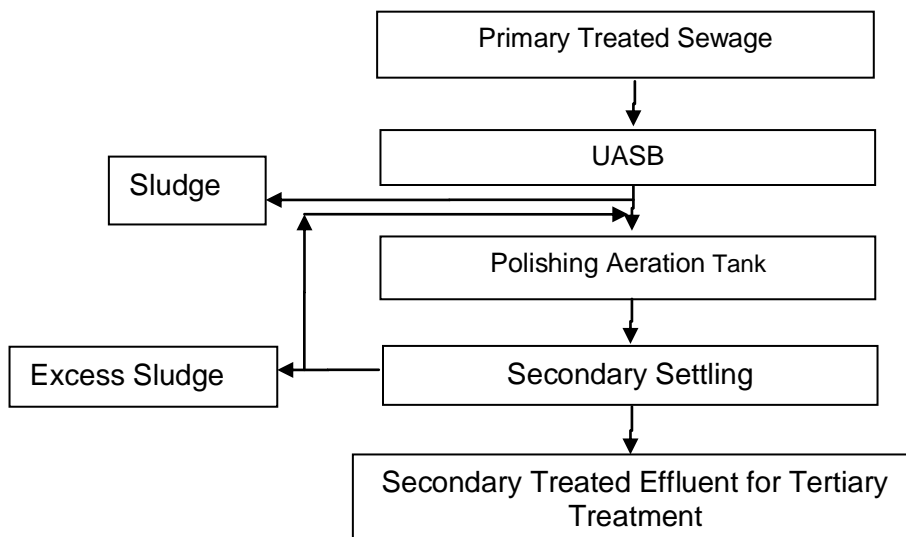 Primary Treated Sewage
UASB
Sludge
Polishing Aeration Tank
Excess Sludge
Secondary Settling
Secondary Treated Effluent for Tertiary
Treatment